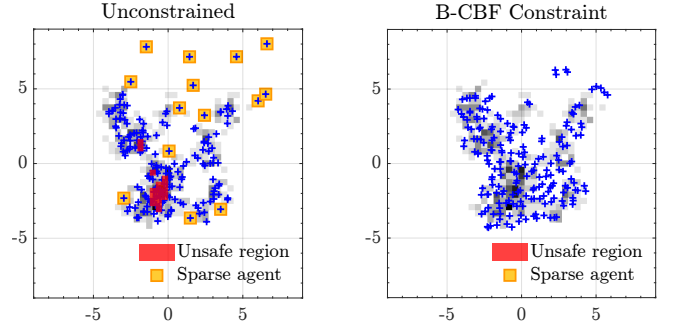 Unconstrained
5
0
-5
Unsafe region
Sparse agent
-5 0 5
B-CBF Constraint
5
0
-5
Unsafe region
Sparse agent
-5 0 5